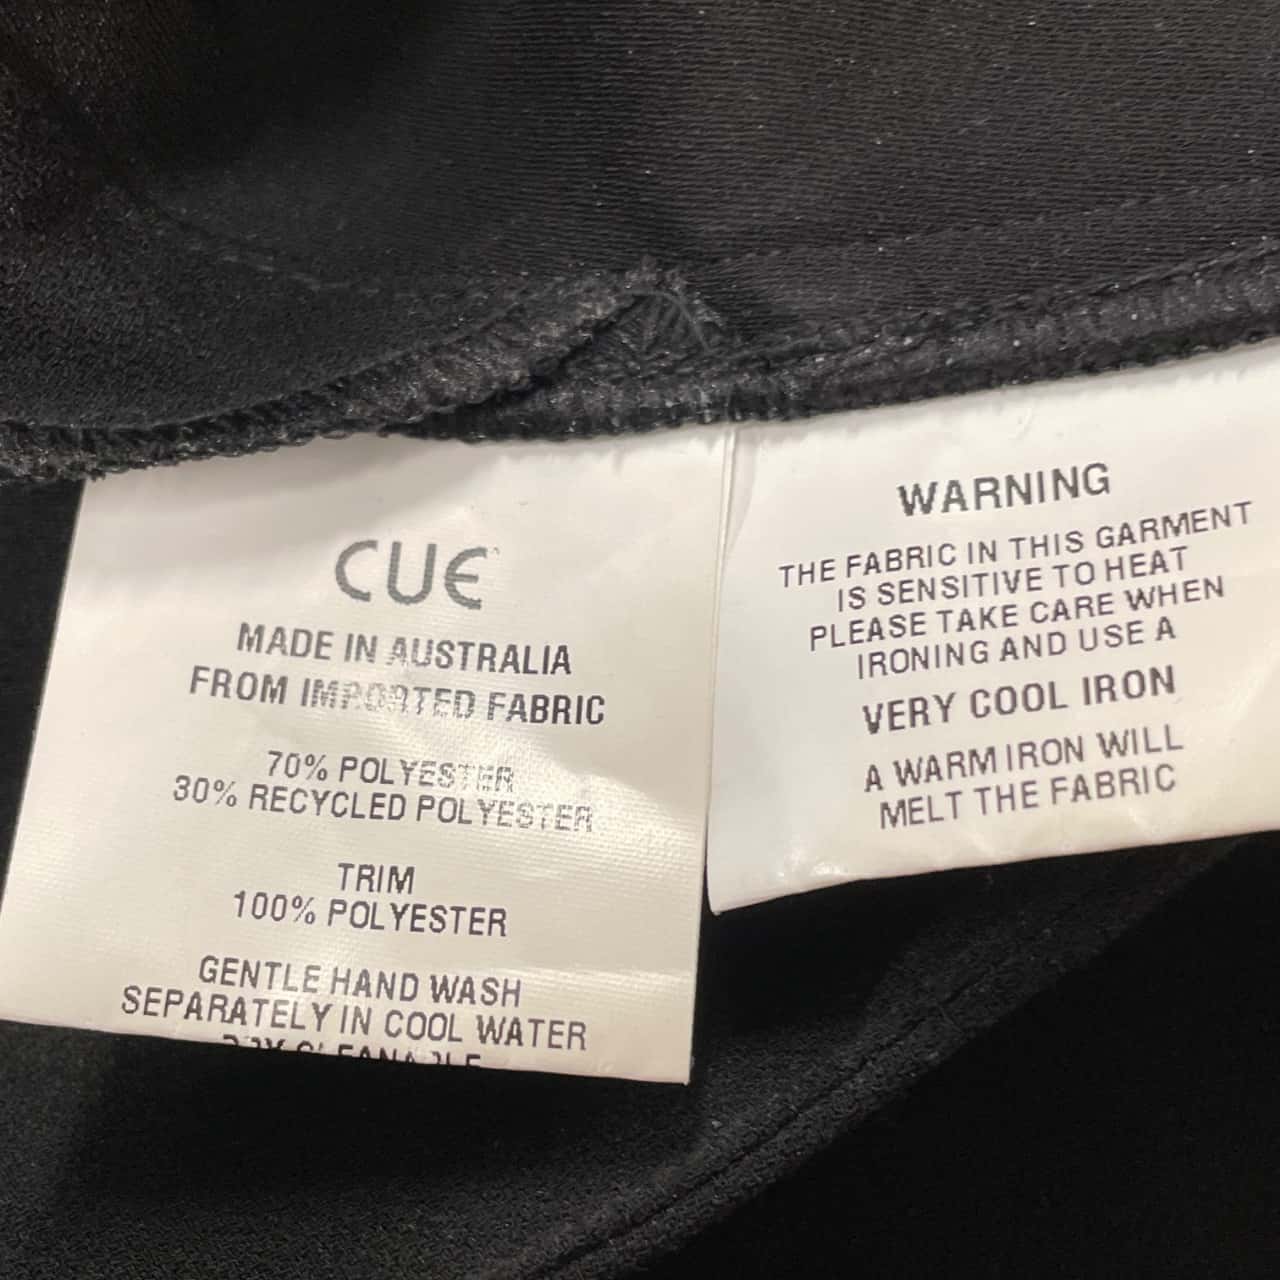 CUE
MADE IN AUSTRALIA
FROM IMPORTED FABRIC
70% POLYESTER
30% RECYCLED POLYESTER
TRIM
100% POLYESTER
GENTLE HAND WASH
SEPARATELY IN COOL WATER
DRY CLEANABLE
WARNING
THE FABRIC IN THIS GARMENT
IS SENSITIVE TO HEAT
PLEASE TAKE CARE WHEN
IRONING AND USE A
VERY COOL IRON
A WARM IRON WILL
MELT THE FABRIC